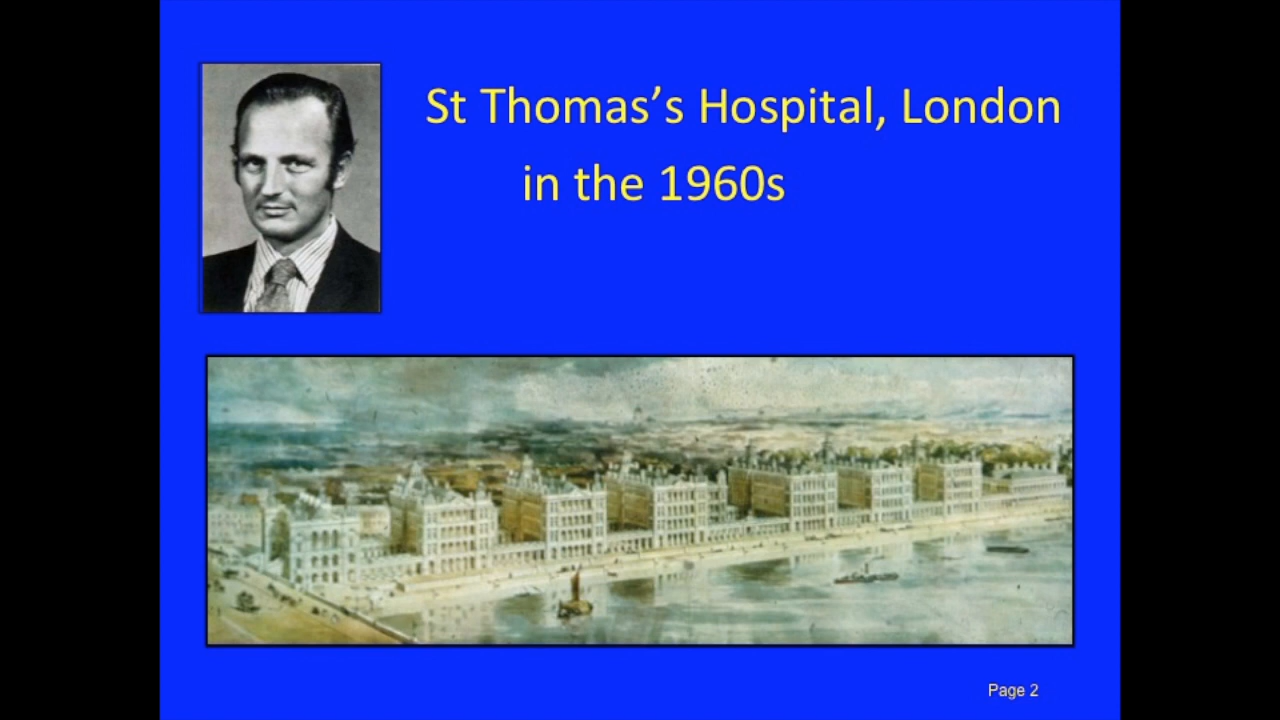 St Thomas’s Hospital, London
in the 1960s
Page 2